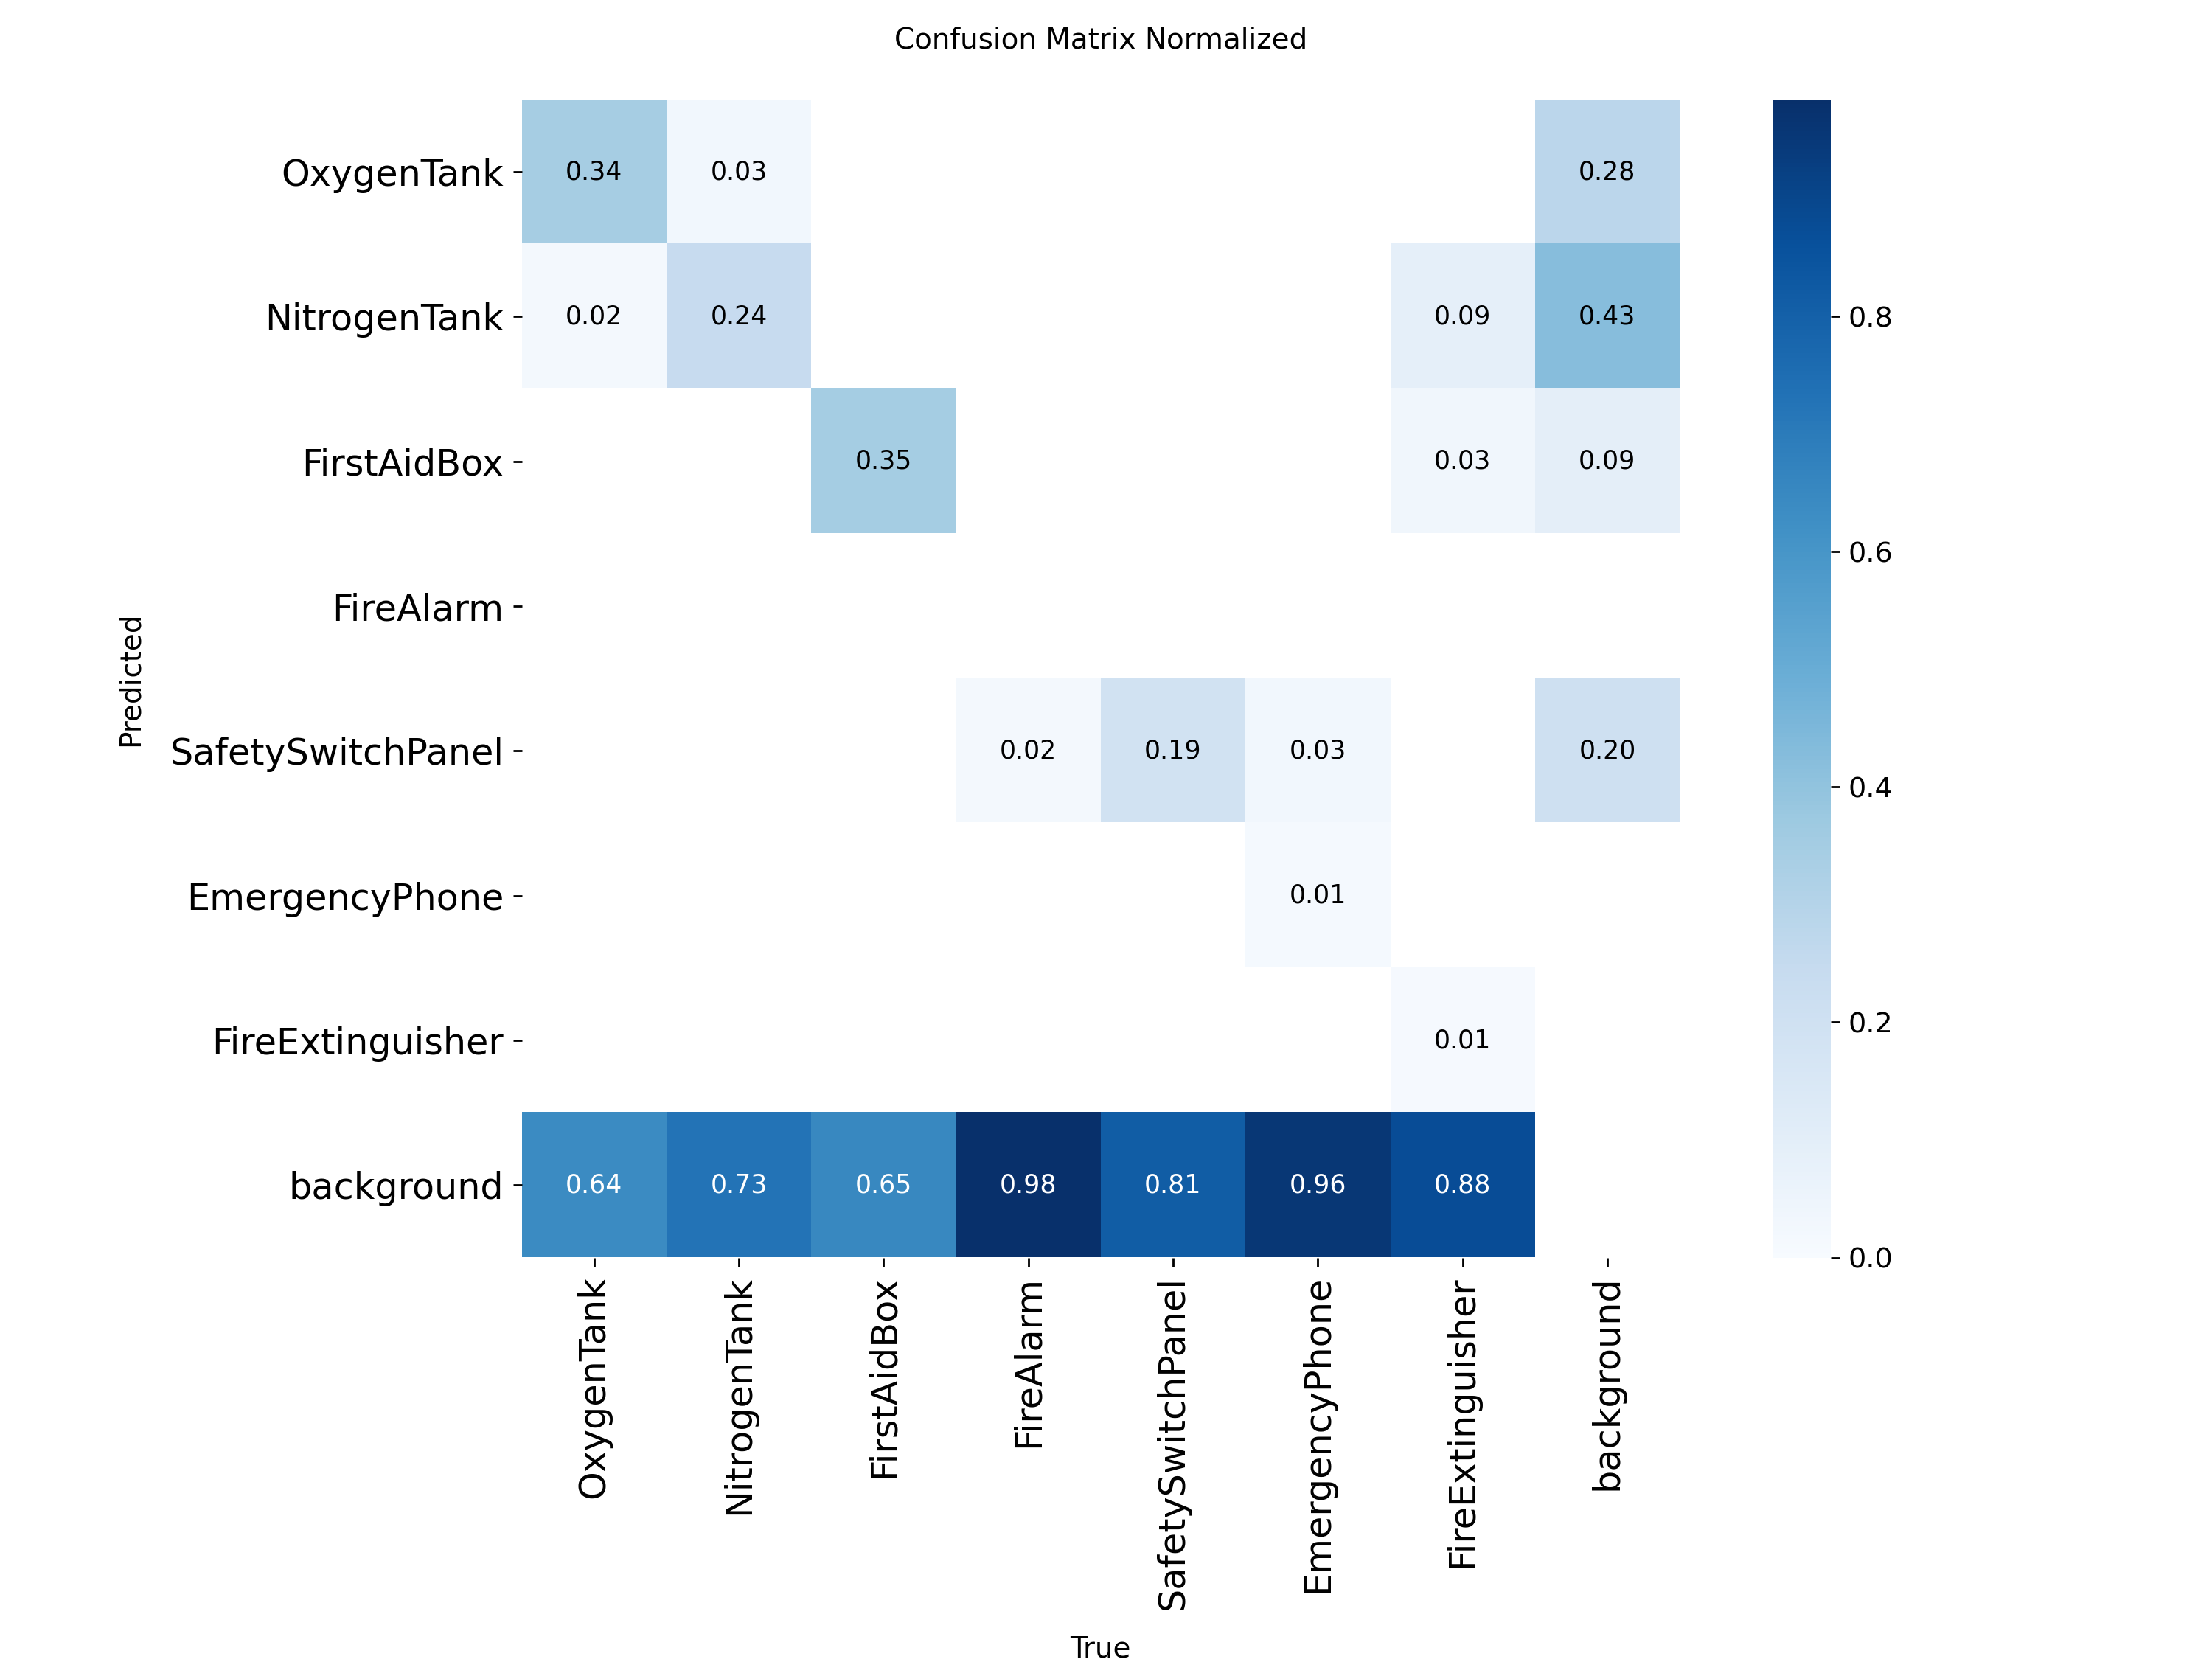 Confusion Matrix Normalized
Predicted
OxygenTank 0.34 0.03 0.28
NitrogenTank 0.02 0.24 0.09 0.43
FirstAidBox 0.35 0.03 0.09
FireAlarm
SafetySwitchPanel 0.02 0.19 0.03 0.20
EmergencyPhone 0.01
FireExtinguisher 0.01
background 0.64 0.73 0.65 0.98 0.81 0.96 0.88
OxygenTank
NitrogenTank
FirstAidBox
FireAlarm
SafetySwitchPanel
EmergencyPhone
FireExtinguisher
background
True
0.8
0.6
0.4
0.2
0.0